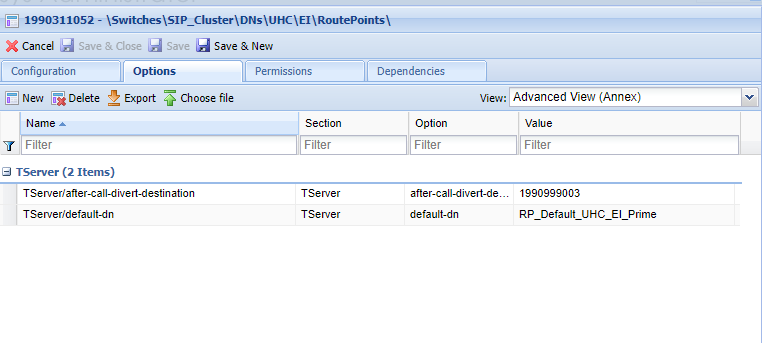 1990311052 - \Switches\SIP_Cluster\DNs\UHC\EI\RoutePoints\
Cancel Save & Close Save Save & New
Configuration Options Permissions Dependencies
New Delete Export Choose file View: Advanced View (Annex)
Name Section Option Value
Filter Filter Filter Filter
TServer (2 Items)
TServer/after-call-divert-destination TServer after-call-divert-de... 1990999003
TServer/default-dn TServer default-dn RP_Default_UHC_EI_Prime